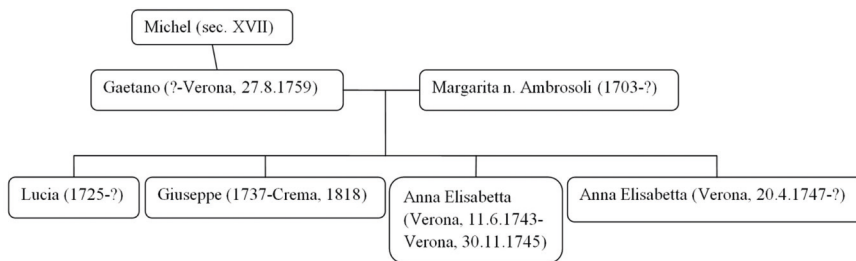 Michel (sec. XVII)
Gaetano (?-Verona, 27.8.1759)
Margarita n. Ambrosoli (1703-?)
Lucia (1725-?)
Giuseppe (1737-Crema, 1818)
Anna Elisabetta
(Verona, 11.6.1743-
Verona, 30.11.1745)
Anna Elisabetta (Verona, 20.4.1747-?)